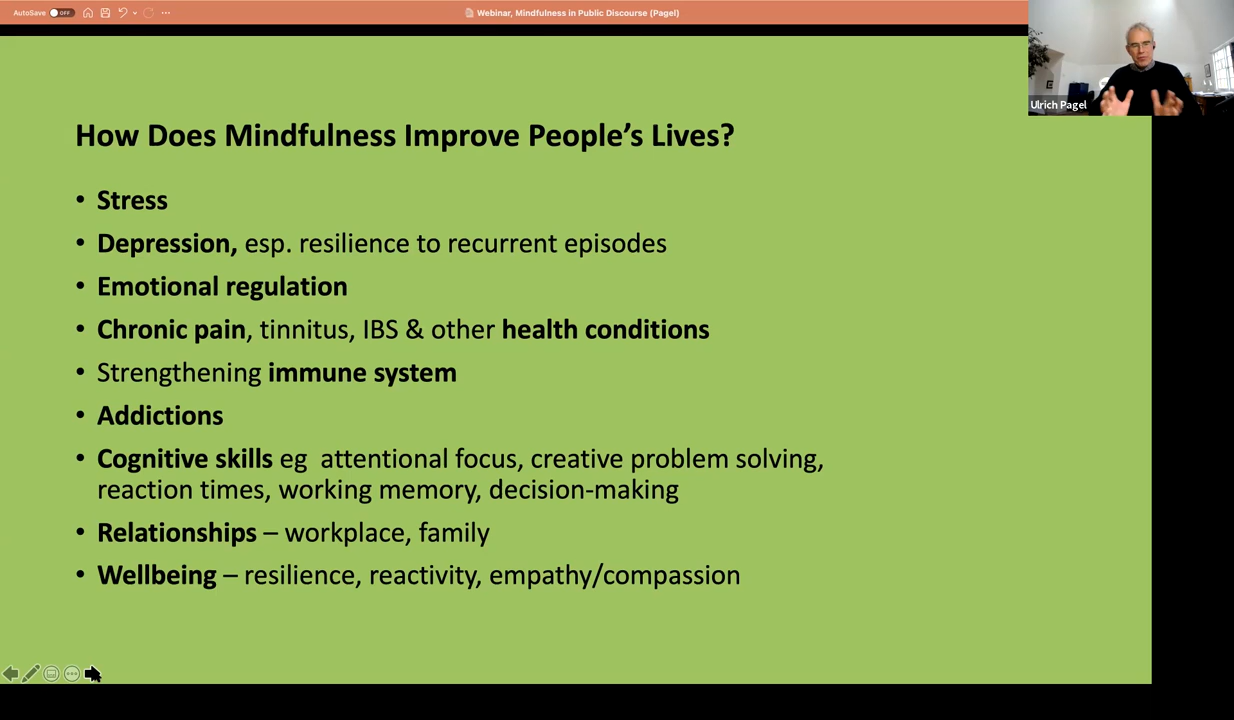 AutoSave OFF
Webinar, Mindfulness in Public Discourse (Pagel)
Ulrich Pagel
How Does Mindfulness Improve People’s Lives?
• Stress
• Depression, esp. resilience to recurrent episodes
• Emotional regulation
• Chronic pain, tinnitus, IBS & other health conditions
• Strengthening immune system
• Addictions
• Cognitive skills eg  attentional focus, creative problem solving,
reaction times, working memory, decision-making
• Relationships – workplace, family
• Wellbeing – resilience, reactivity, empathy/compassion